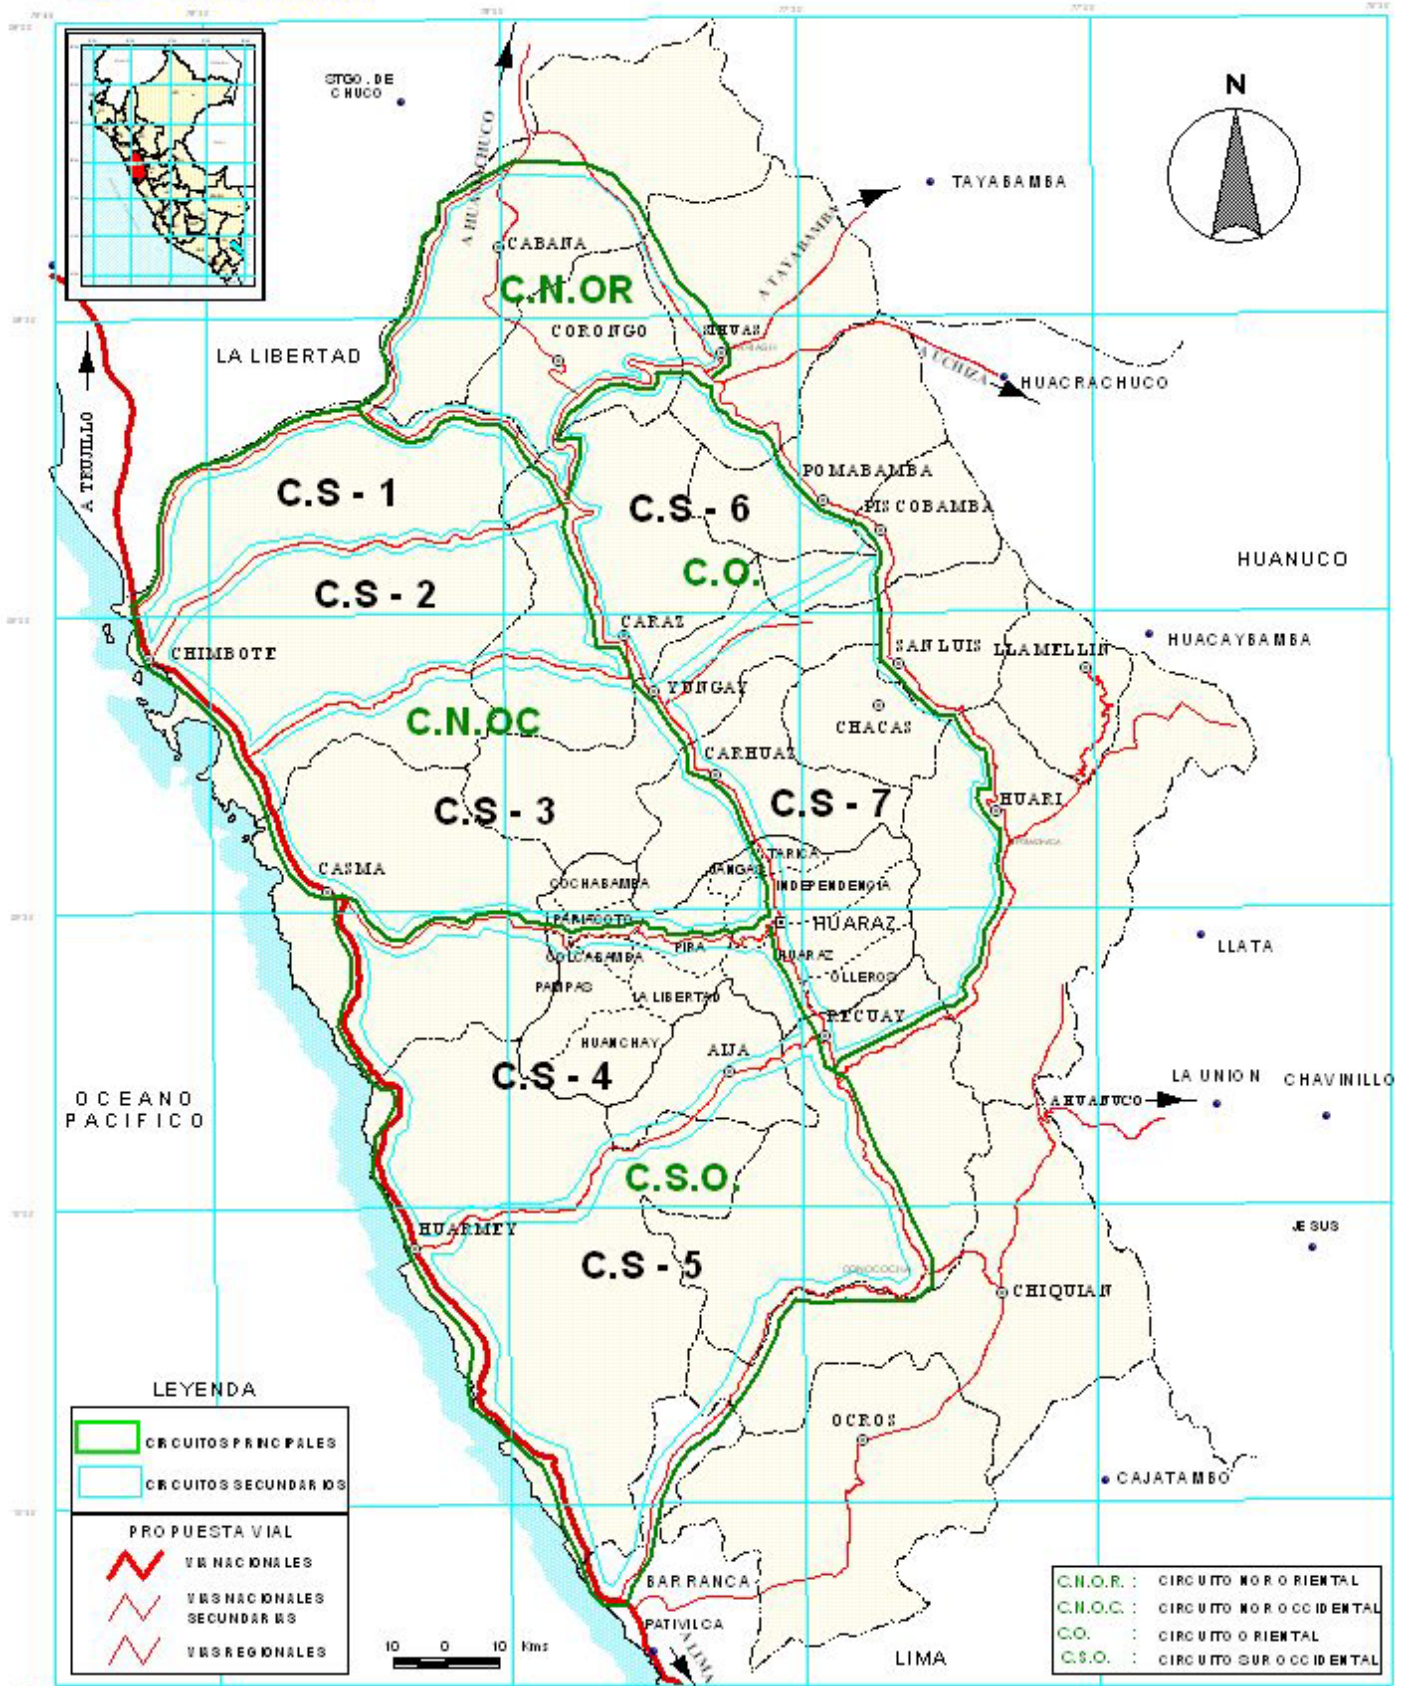 N
STGO. DE
CHUCO
A HUAMACHUCO
TAYABAMBA
A TAYABAMBA
CABANA
C.N.OR
CORONGO
SIHUAS
LA LIBERTAD
A UCHIZA
HUACRACHUCO
A TRUJILLO
POMABAMBA
C.S - 1
C.S - 6
PISCOBAMBA
HUANUCO
C.O.
C.S - 2
CARAZ
SAN LUIS
LLAMELLIN
HUACAYBAMBA
CHIMBOTE
YUNGAY
C.N.OC
CHACAS
CARHUAZ
C.S - 3
C.S - 7
HUARI
CASMA
TARICA
JANGAS
COCHABAMBA
INDEPENDENCIA
PARIACOTO
HUARAZ
PIRA
HUARAZ
LLATA
COLCABAMBA
OLLEROS
PAMPAS
LA LIBERTAD
RECUAY
HUANCHAY
AIJA
C.S - 4
LA UNION
CHAVINILLO
OCEANO
PACIFICO
A HUANUCO
C.S.O.
HUARMEY
JESUS
C.S - 5
CONOCOCHA
CHIQUIAN
LEYENDA
CIRCUITOS PRINCIPALES
CIRCUITOS SECUNDARIOS
OCROS
CAJATAMBO
PROPUESTA VIAL
VIAS NACIONALES
VIAS NACIONALES
SECUNDARIAS
VIAS REGIONALES
BARRANCA
PATIVILCA
A LIMA
10 0 10 Kms
LIMA
C.N.O.R. : CIRCUITO NOR ORIENTAL
C.N.O.C. : CIRCUITO NOR OCCIDENTAL
C.O. : CIRCUITO ORIENTAL
C.S.O. : CIRCUITO SUR OCCIDENTAL